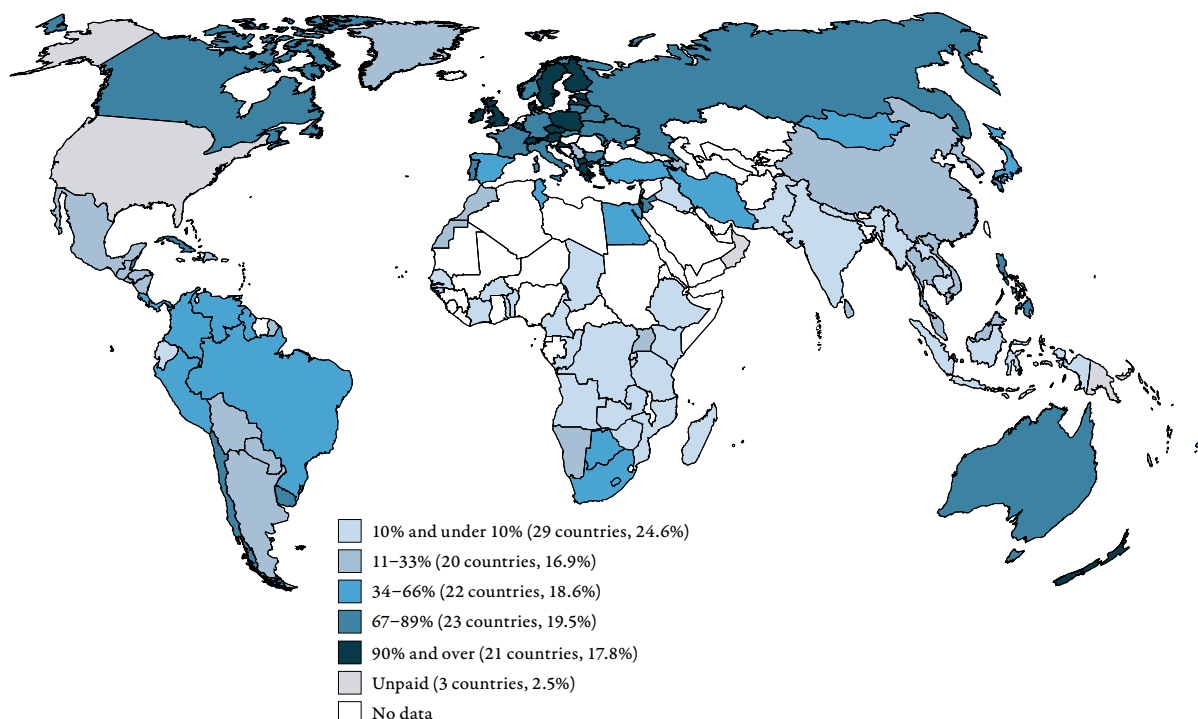 10% and under 10% (29 countries, 24.6%)
11–33% (20 countries, 16.9%)
34–66% (22 countries, 18.6%)
67–89% (23 countries, 19.5%)
90% and over (21 countries, 17.8%)
Unpaid (3 countries, 2.5%)
No data